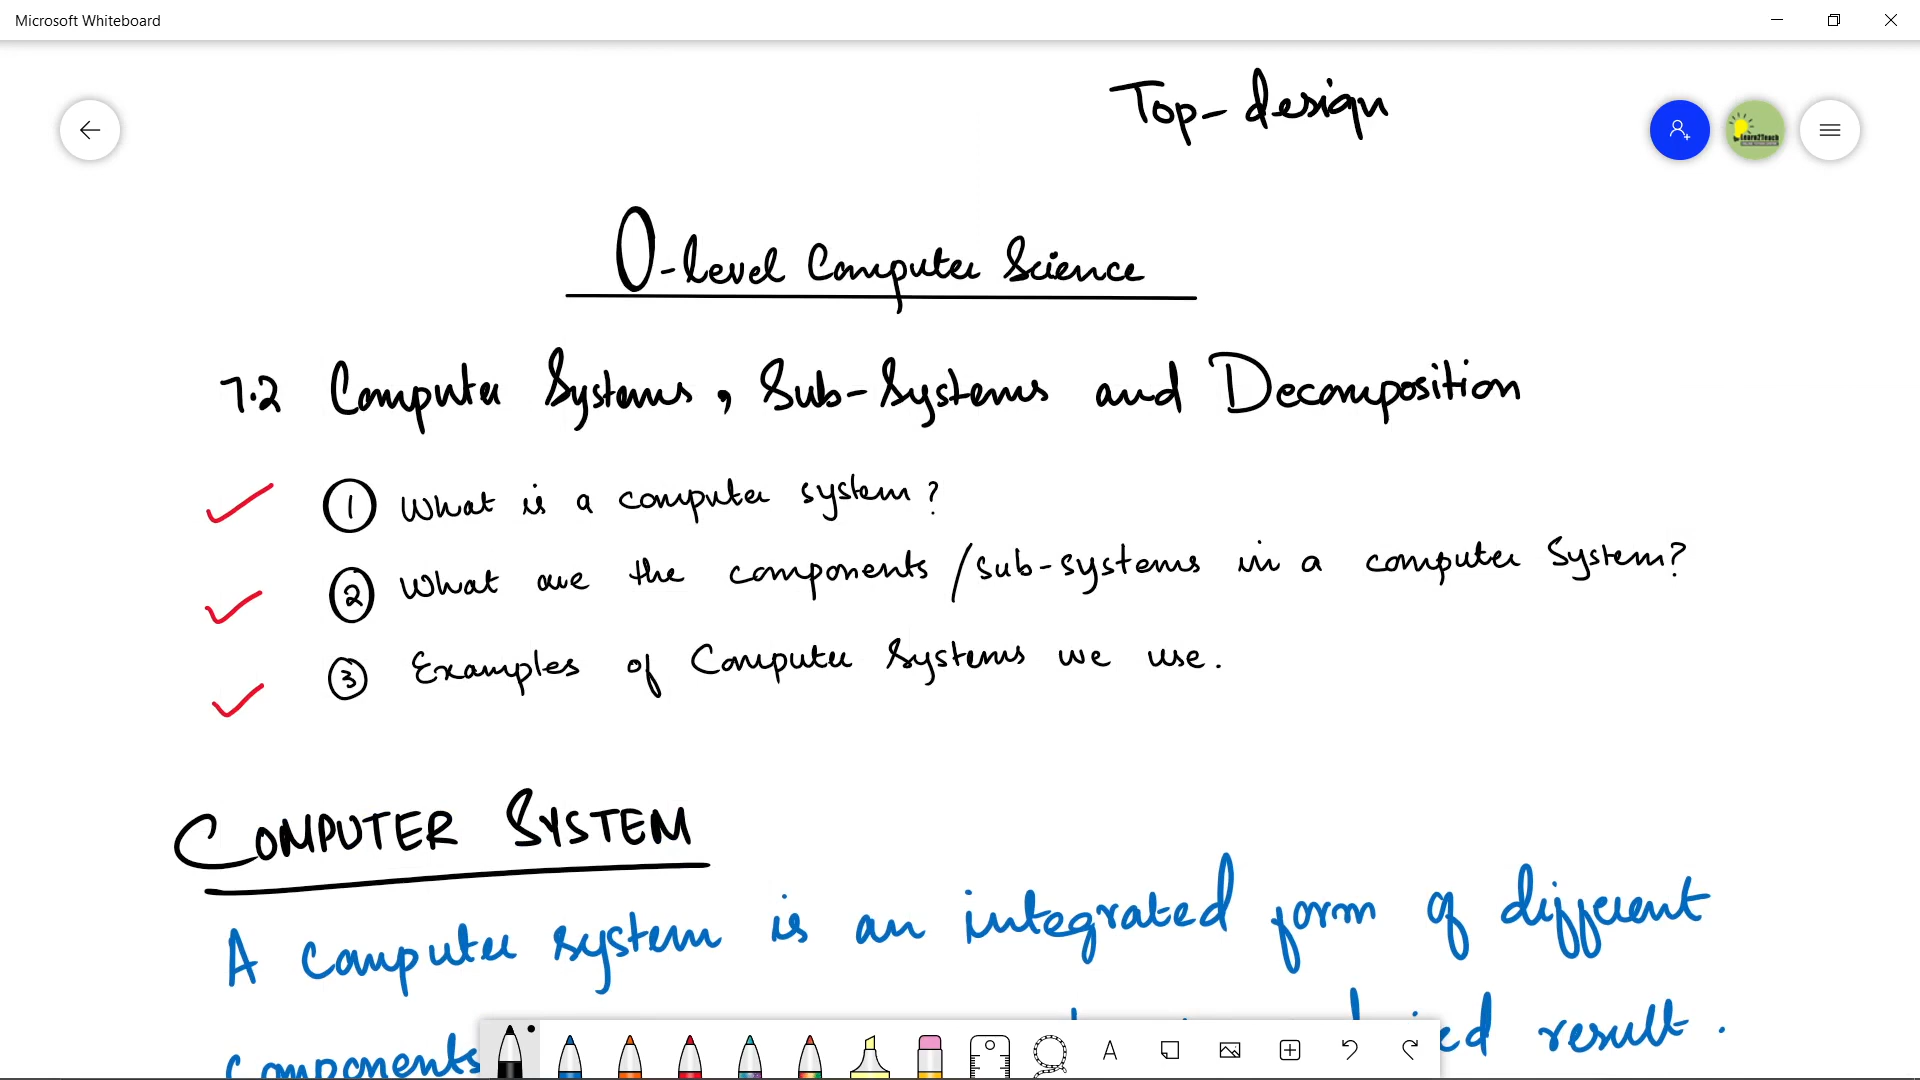 Microsoft Whiteboard
Top-design
O-level Computer Science
7.2 Computer Systems, Sub-Systems and Decomposition
1 What is a computer system?
2 What are the components/sub-systems in a computer System?
3 Examples of Computer Systems we use.
COMPUTER SYSTEM
A computer system is an integrated form of different
components result.